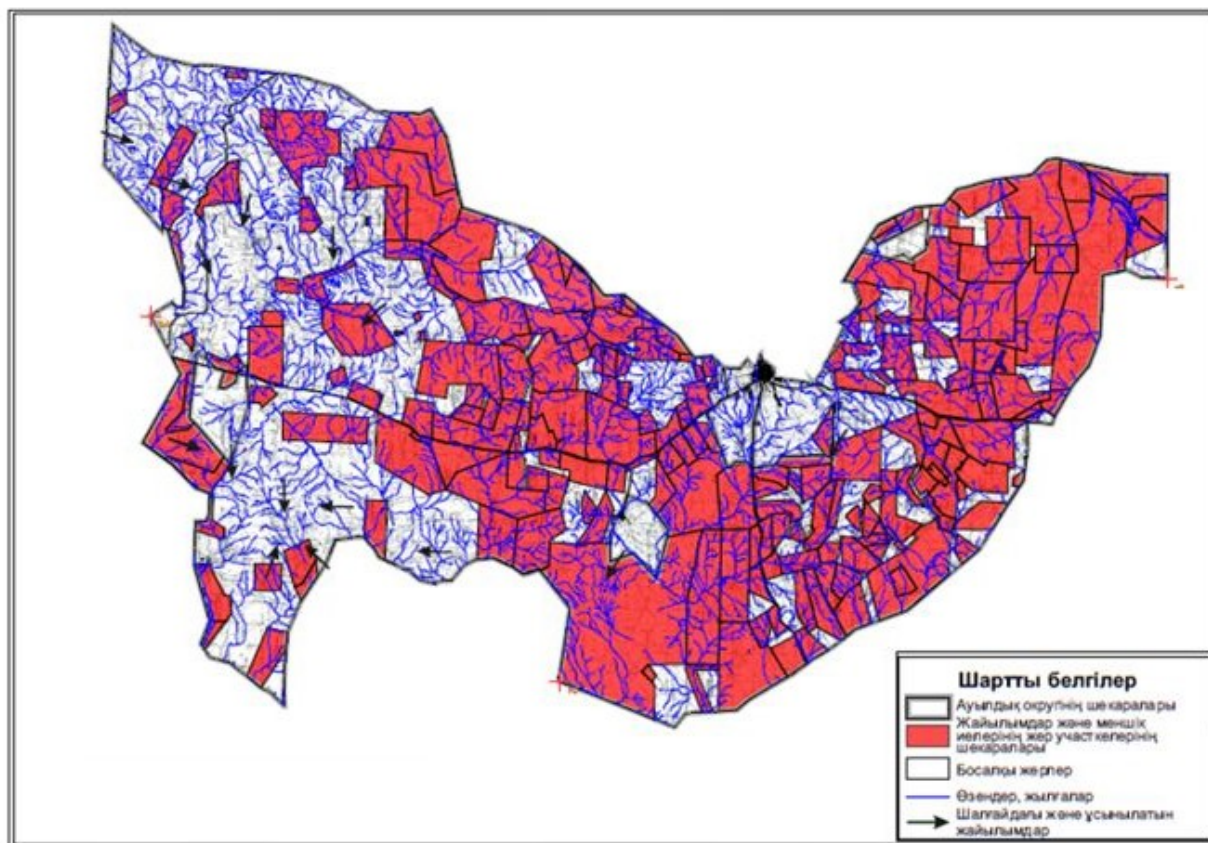 Шартты белгілер
Ауылдық округінің шекаралары
Жайылымдар және меншік
иелерінің жер участкелерінің
шекаралары
Босалқы жерлер
Өзендер, жылғалар
Шалғайдағы және ұсынылатын
жайылымдар